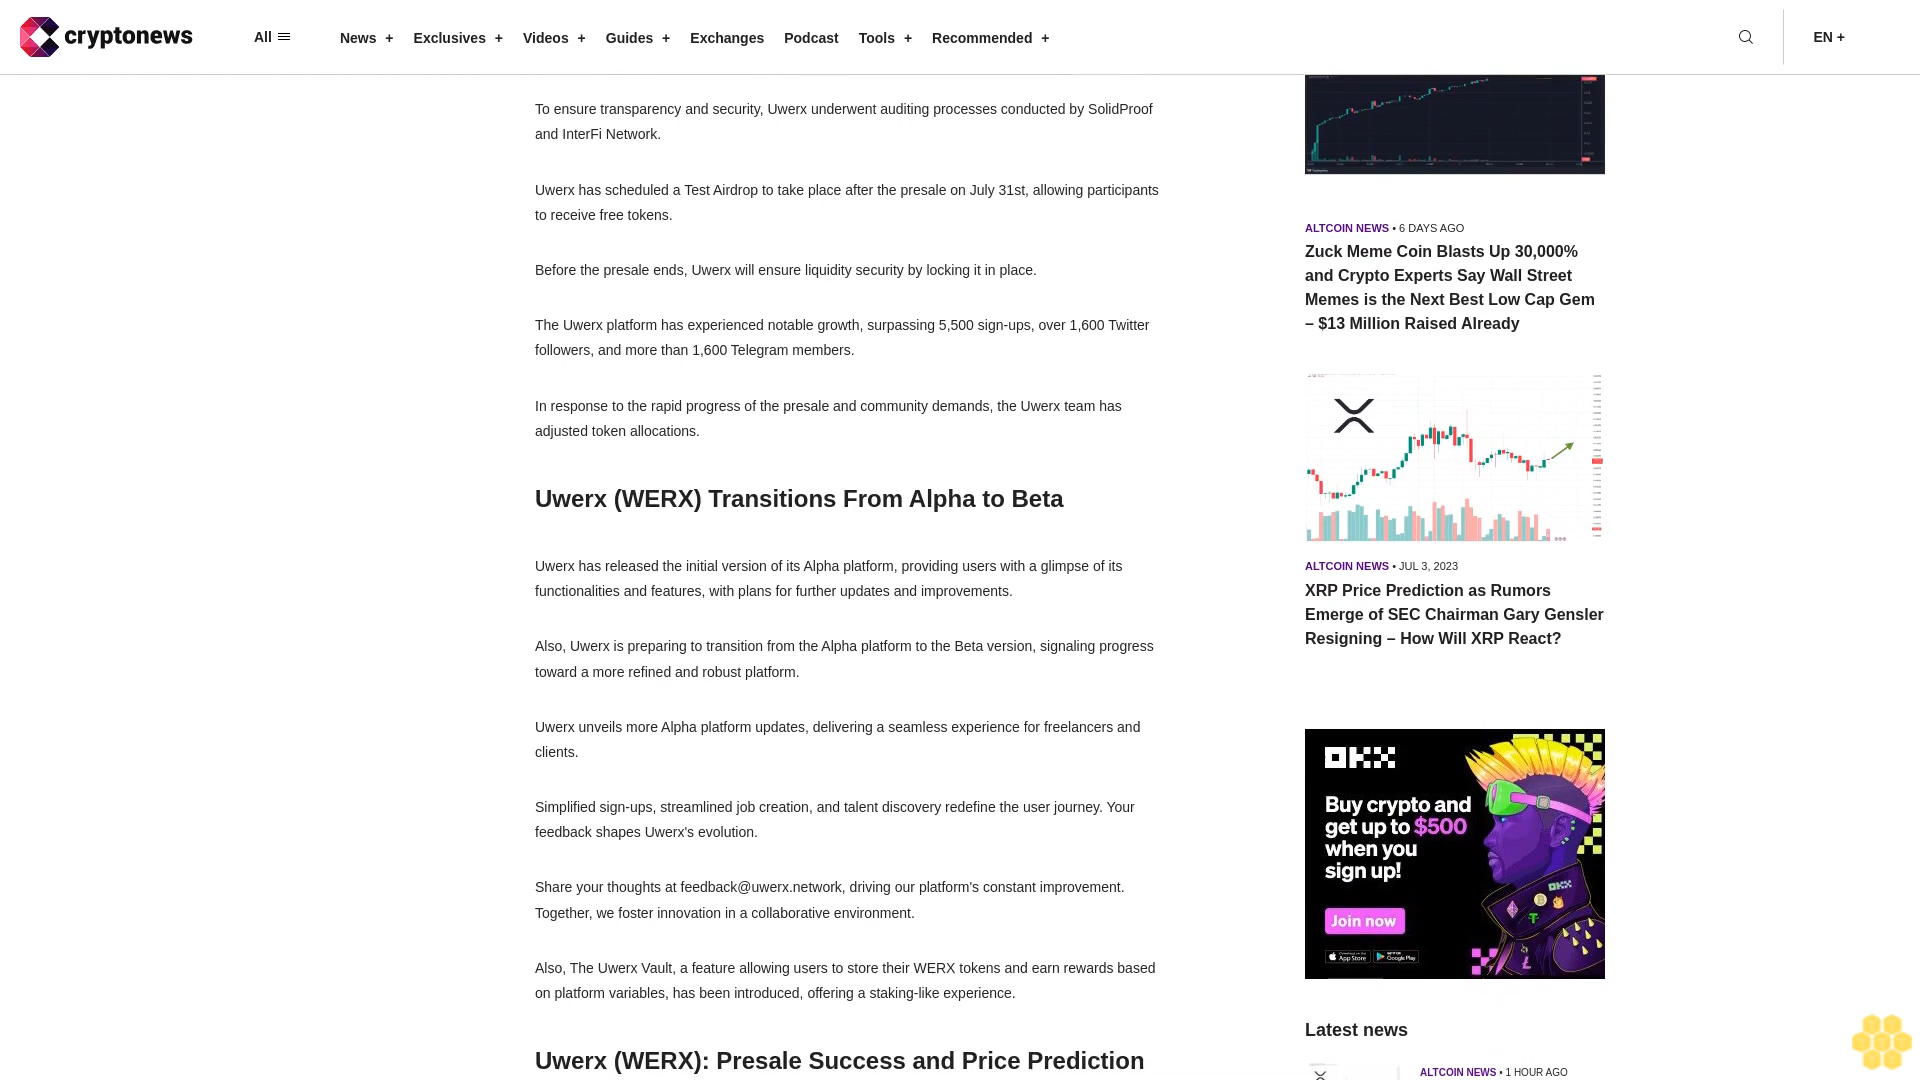 cryptonews
All
News +
Exclusives +
Videos +
Guides +
Exchanges
Podcast
Tools +
Recommended +
EN +
To ensure transparency and security, Uwerx underwent auditing processes conducted by SolidProof
and InterFi Network.
Uwerx has scheduled a Test Airdrop to take place after the presale on July 31st, allowing participants
to receive free tokens.
Before the presale ends, Uwerx will ensure liquidity security by locking it in place.
The Uwerx platform has experienced notable growth, surpassing 5,500 sign-ups, over 1,600 Twitter
followers, and more than 1,600 Telegram members.
In response to the rapid progress of the presale and community demands, the Uwerx team has
adjusted token allocations.
Uwerx (WERX) Transitions From Alpha to Beta
Uwerx has released the initial version of its Alpha platform, providing users with a glimpse of its
functionalities and features, with plans for further updates and improvements.
Also, Uwerx is preparing to transition from the Alpha platform to the Beta version, signaling progress
toward a more refined and robust platform.
Uwerx unveils more Alpha platform updates, delivering a seamless experience for freelancers and
clients.
Simplified sign-ups, streamlined job creation, and talent discovery redefine the user journey. Your
feedback shapes Uwerx's evolution.
Share your thoughts at feedback@uwerx.network, driving our platform's constant improvement.
Together, we foster innovation in a collaborative environment.
Also, The Uwerx Vault, a feature allowing users to store their WERX tokens and earn rewards based
on platform variables, has been introduced, offering a staking-like experience.
Uwerx (WERX): Presale Success and Price Prediction
ALTCOIN NEWS • 6 DAYS AGO
Zuck Meme Coin Blasts Up 30,000%
and Crypto Experts Say Wall Street
Memes is the Next Best Low Cap Gem
– $13 Million Raised Already
ALTCOIN NEWS • JUL 3, 2023
XRP Price Prediction as Rumors
Emerge of SEC Chairman Gary Gensler
Resigning – How Will XRP React?
OKX
Buy crypto and
get up to $500
when you
sign up!
Join now
App Store
Google Play
OKX
Latest news
ALTCOIN NEWS • 1 HOUR AGO